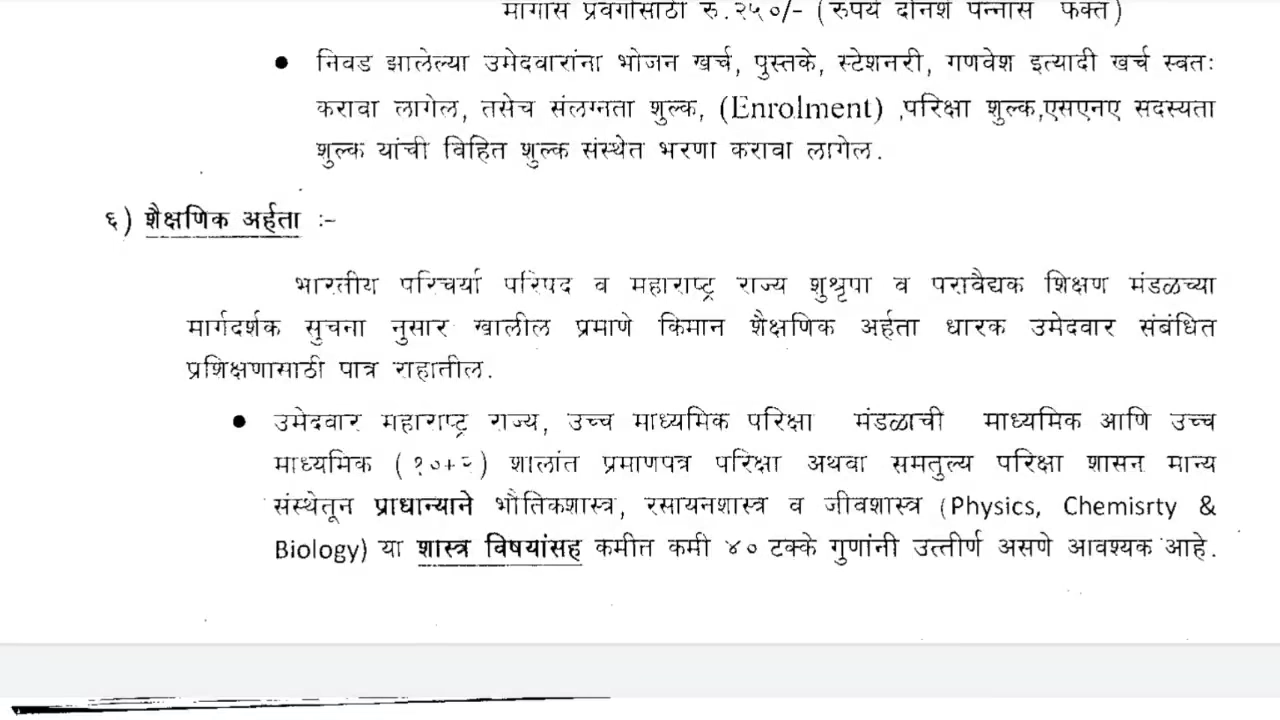 मागास प्रवर्गासाठी रु.२५०/- (रुपये दोनशे पन्नास फक्त)
● निवड झालेल्या उमेदवारांना भोजन खर्च, पुस्तके, स्टेशनरी, गणवेश इत्यादी खर्च स्वतः
करावा लागेल, तसेच संलग्नता शुल्क, (Enrolment) ,परिक्षा शुल्क,एसएनए सदस्यता
शुल्क यांची विहित शुल्क संस्थेत भरणा करावा लागेल.
६) शैक्षणिक अर्हता :-
भारतीय परिचर्या परिषद व महाराष्ट्र राज्य शुश्रृषा व परावैद्यक शिक्षण मंडळच्या
मार्गदर्शक सुचना नुसार खालील प्रमाणे किमान शैक्षणिक अर्हता धारक उमेदवार संबंधित
प्रशिक्षणासाठी पात्र राहातील.
● उमेदवार महाराष्ट्र राज्य, उच्च माध्यमिक परिक्षा मंडळाची माध्यमिक आणि उच्च
माध्यमिक (१०+२) शालांत प्रमाणपत्र परिक्षा अथवा समतुल्य परिक्षा शासन मान्य
संस्थेतून प्राधान्याने भौतिकशास्त्र, रसायनशास्त्र व जीवशास्त्र (Physics, Chemisrty &
Biology) या शास्त्र विषयांसह कमीत कमी ४० टक्के गुणांनी उत्तीर्ण असणे आवश्यक आहे.